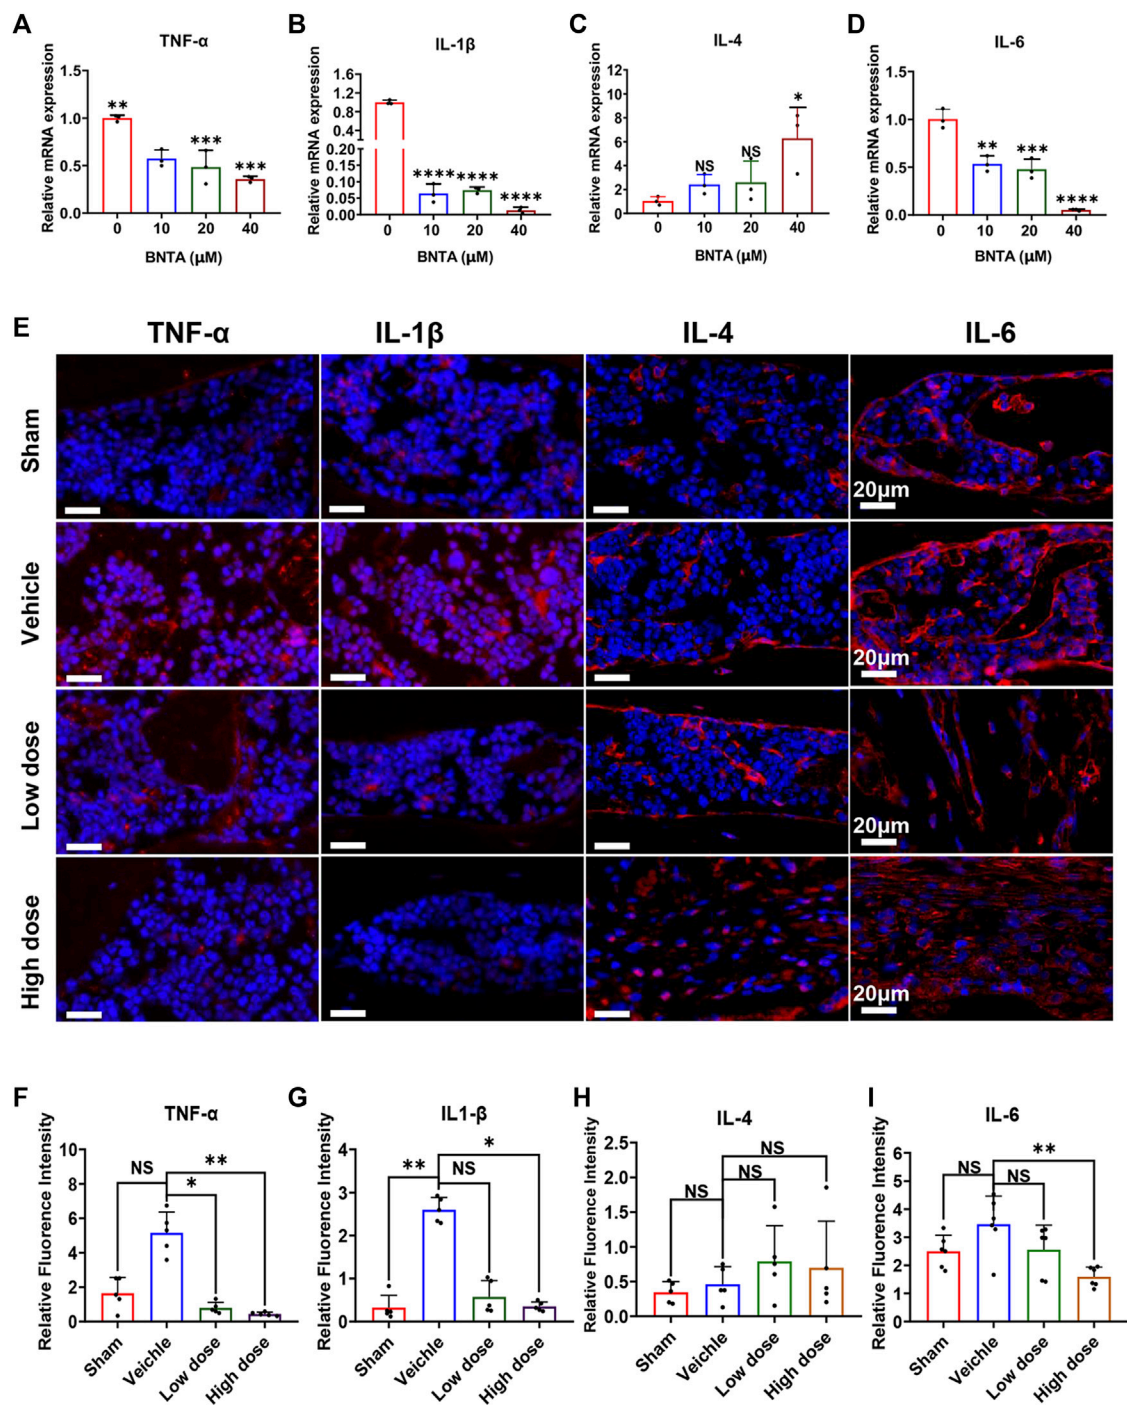 A
TNF-α
Relative mRNA expression
1.5
1.0
0.5
0.0
**
***
***
0 10 20 40
BNTA (μM)
B
IL-1β
Relative mRNA expression
1.6
1.2
0.8
0.4
0.20
0.15
0.10
0.05
0.00
****
****
****
0 10 20 40
BNTA (μM)
C
IL-4
Relative mRNA expression
12
10
8
6
4
2
0
NS
NS
*
0 10 20 40
BNTA (μM)
D
IL-6
Relative mRNA expression
1.5
1.0
0.5
0.0
**
***
****
0 10 20 40
BNTA (μM)
E
TNF-α IL-1β IL-4 IL-6
Sham
20μm
Vehicle
20μm
Low dose
20μm
High dose
20μm
F
TNF-α
Relative Fluorence Intensity
10
8
6
4
2
0
NS
**
*
Sham
Veichle
Low dose
High dose
G
IL1-β
Relative Fluorence Intensity
4
3
2
1
0
**
*
NS
Sham
Veichle
Low dose
High dose
H
IL-4
Relative Fluorence Intensity
2.5
2.0
1.5
1.0
0.5
0.0
NS
NS
NS
Sham
Veichle
Low dose
High dose
I
IL-6
Relative Fluorence Intensity
6
5
4
3
2
1
0
NS
**
NS
Sham
Veichle
Low dose
High dose